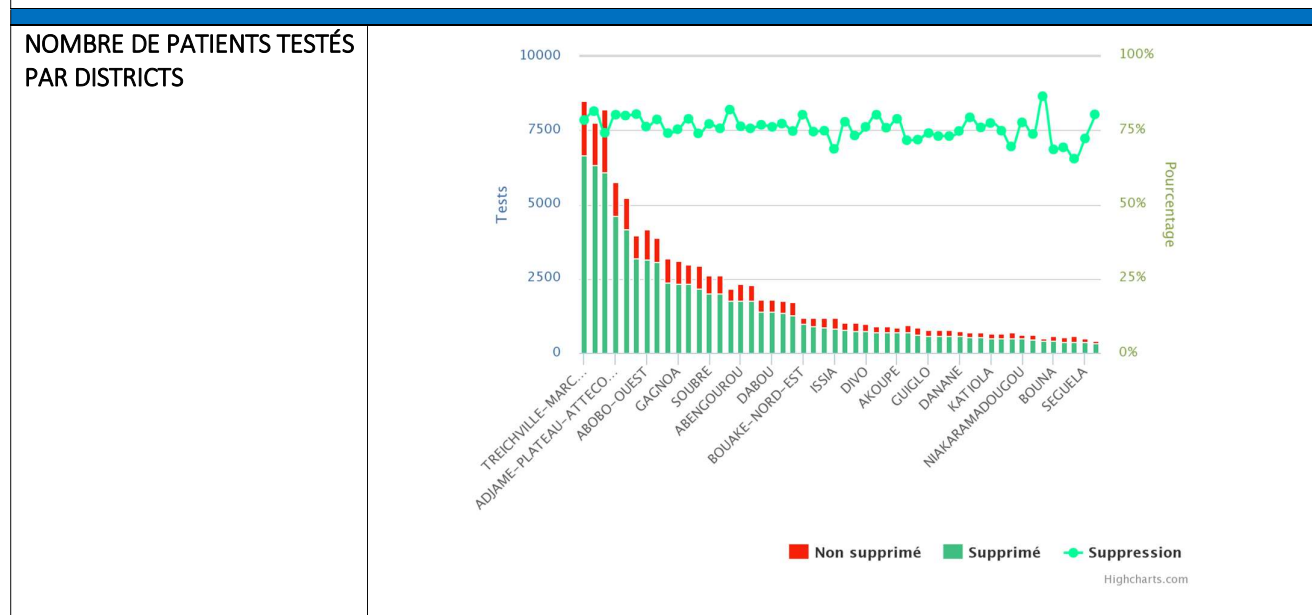 NOMBRE DE PATIENTS TESTÉS
PAR DISTRICTS
10000
7500
5000
2500
0
Tests
100%
75%
50%
25%
0%
Pourcentage
TREICHVILLE-MARC...
ADJAME-PLATEAU-ATTECO...
ABOBO-OUEST
GAGNOA
SOUBRE
ABENGOUROU
DABOU
BOUAKE-NORD-EST
ISSIA
DIVO
AKOUPE
GUIGLO
DANANE
KATIOLA
NIAKARAMADOUGOU
BOUNA
SEGUELA
Non supprimé
Supprimé
Suppression
Highcharts.com